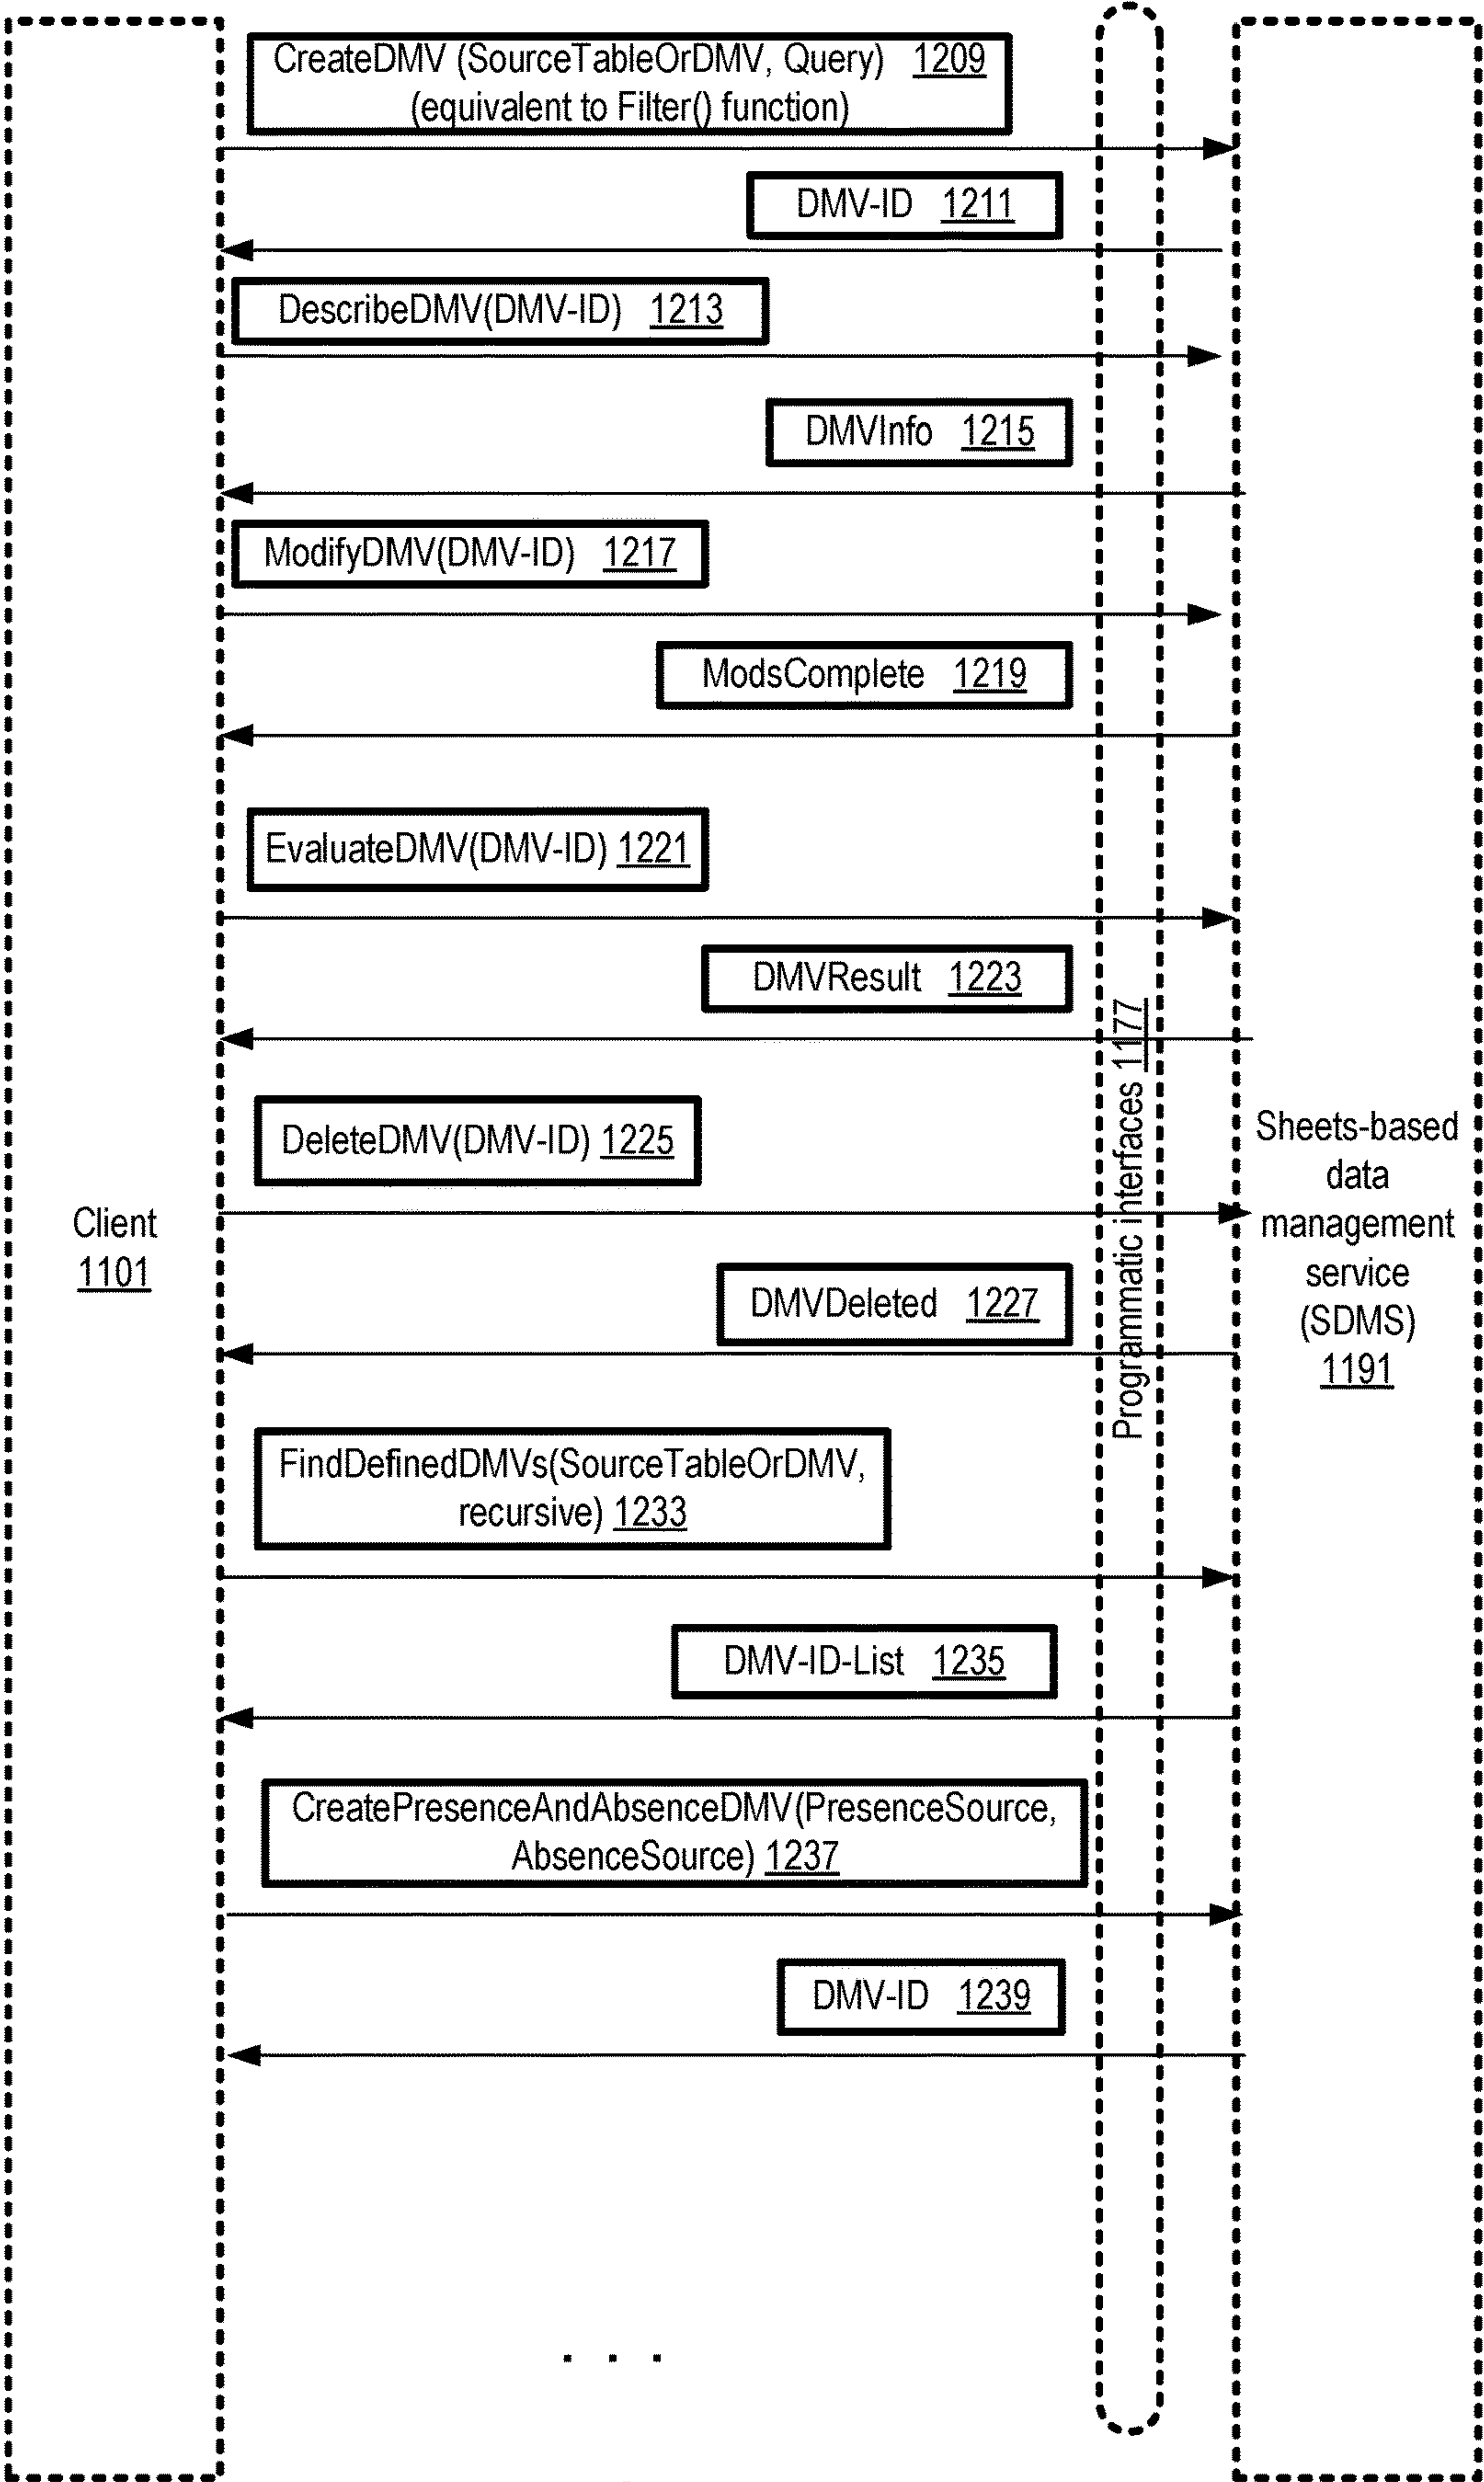 CreateDMV (SourceTableOrDMV, Query) 1209
(equivalent to Filter() function)
DMV-ID 1211
DescribeDMV(DMV-ID) 1213
DMVInfo 1215
ModifyDMV(DMV-ID) 1217
ModsComplete 1219
EvaluateDMV(DMV-ID) 1221
DMVResult 1223
DeleteDMV(DMV-ID) 1225
DMVDeleted 1227
FindDefinedDMVs(SourceTableOrDMV,
recursive) 1233
DMV-ID-List 1235
CreatePresenceAndAbsenceDMV(PresenceSource,
AbsenceSource) 1237
DMV-ID 1239
. . .
Client
1101
Programmatic interfaces 1177
Sheets-based
data
management
service
(SDMS)
1191